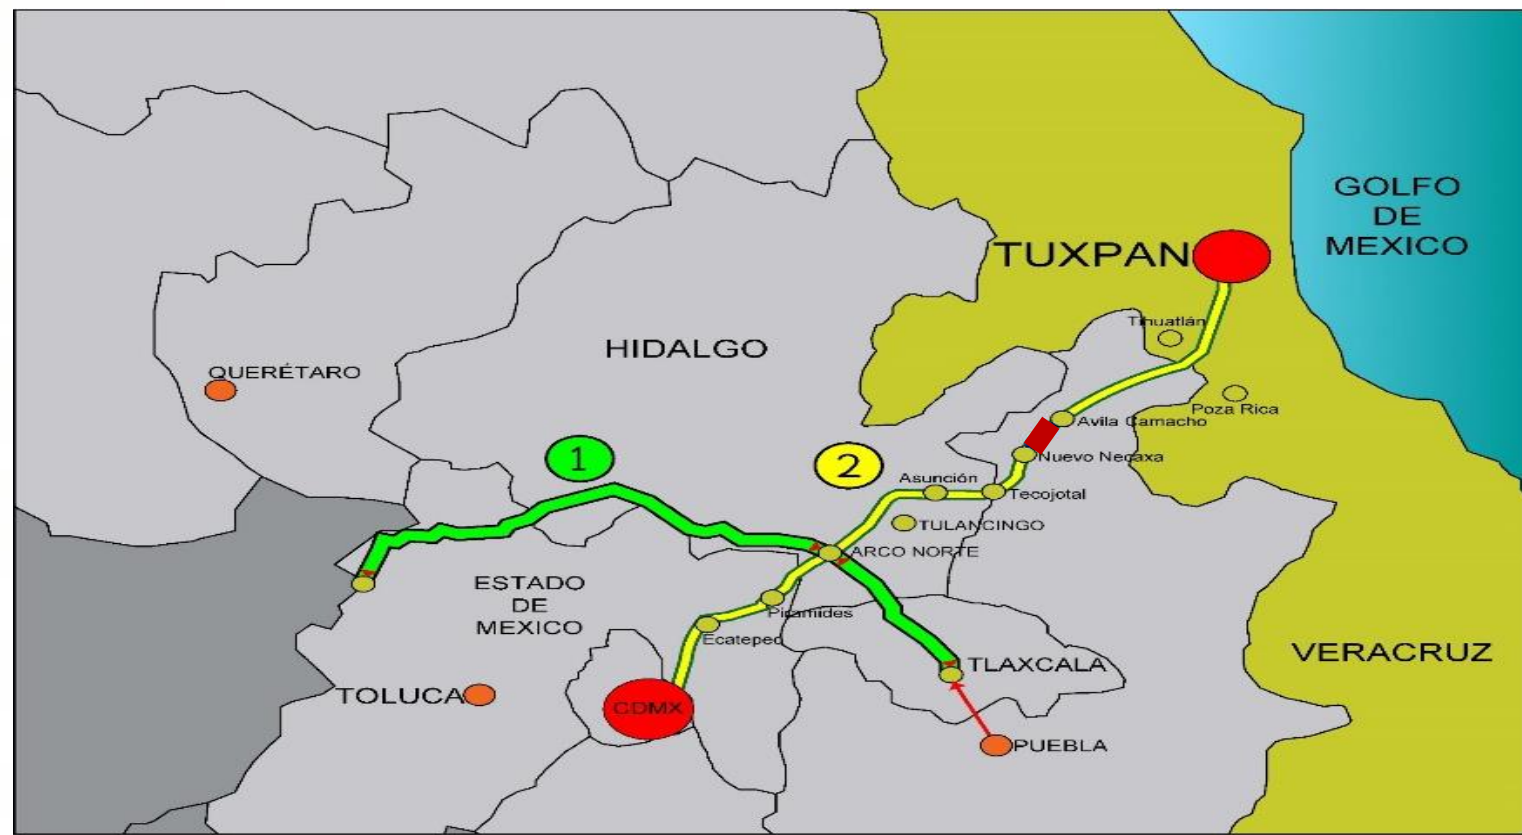 GOLFO
DE
MEXICO
TUXPAN
Tihuatlán
HIDALGO
QUERÉTARO
Poza Rica
Avila Camacho
1
2
Nuevo Necaxa
Asunción
Tecojotal
TULANCINGO
ARCO NORTE
ESTADO
DE
MEXICO
Piramides
Ecatepec
VERACRUZ
TLAXCALA
TOLUCA
CDMX
PUEBLA